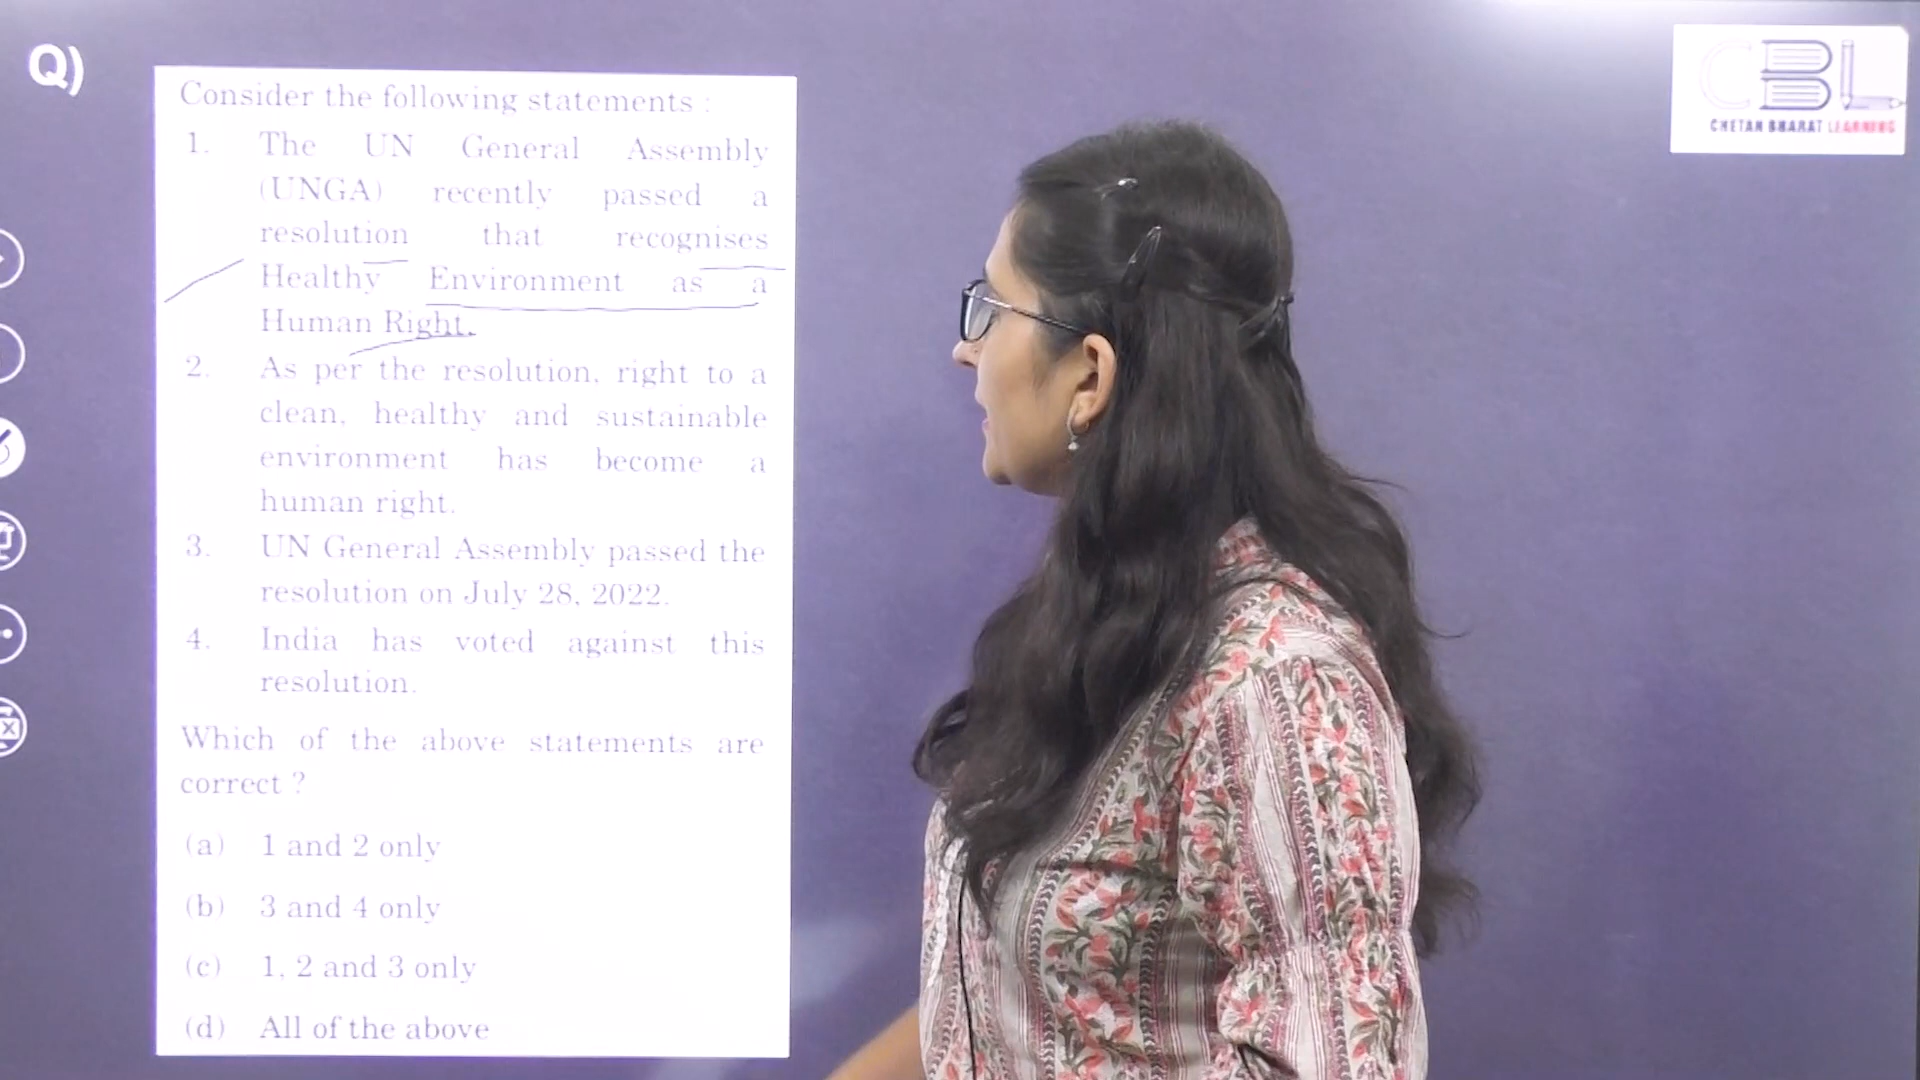 Q)
Consider the following statements :
1. The UN General Assembly
(UNGA) recently passed a
resolution that recognises
Healthy Environment as a
Human Right.
2. As per the resolution, right to a
clean, healthy and sustainable
environment has become a
human right.
3. UN General Assembly passed the
resolution on July 28, 2022.
4. India has voted against this
resolution.
Which of the above statements are
correct ?
(a) 1 and 2 only
(b) 3 and 4 only
(c) 1, 2 and 3 only
(d) All of the above
CBL
CHETAN BHARAT LEARNING